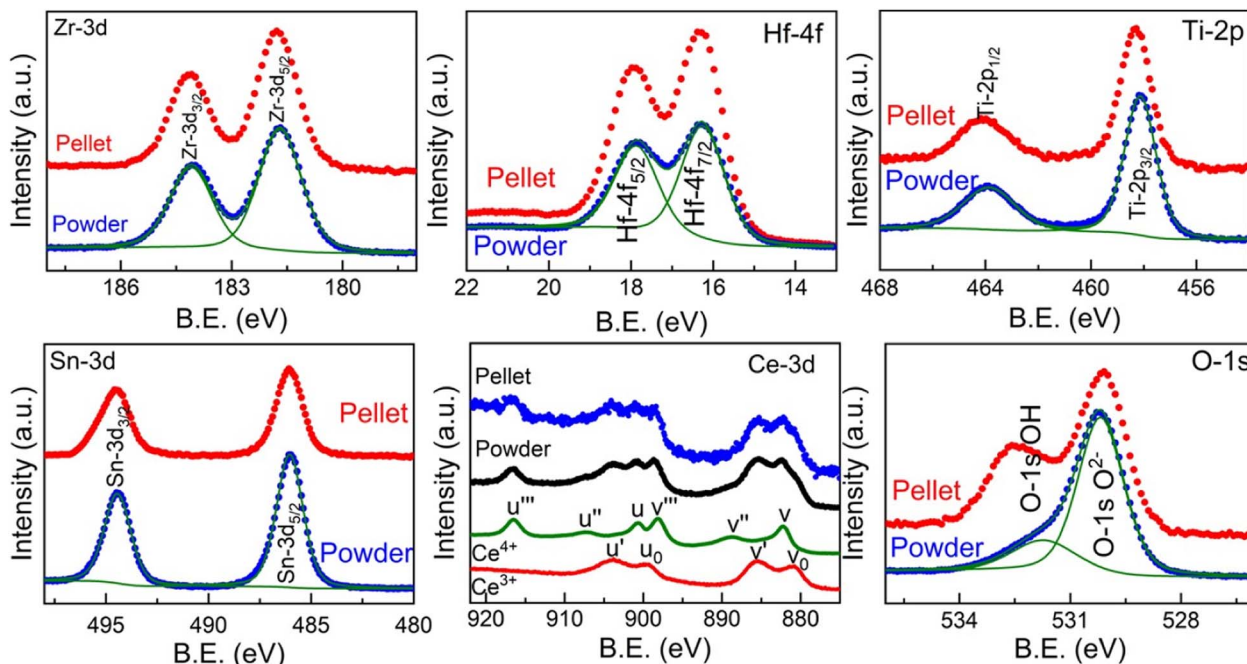 Zr-3d
Intensity (a.u.)
Pellet
Powder
Zr-3d3/2
Zr-3d5/2
186 183 180
B.E. (eV)
Hf-4f
Intensity (a.u.)
Pellet
Powder
Hf-4f5/2
Hf-4f7/2
22 20 18 16 14
B.E. (eV)
Ti-2p
Intensity (a.u.)
Ti-2p1/2
Pellet
Powder
Ti-2p3/2
468 464 460 456
B.E. (eV)
Sn-3d
Intensity (a.u.)
Pellet
Sn-3d3/2
Powder
Sn-3d5/2
495 490 485 480
B.E. (eV)
Ce-3d
Intensity (a.u.)
Pellet
Powder
u''' u'' u v''' v'' v
Ce4+
u' u0 v' v0
Ce3+
920 910 900 890 880
B.E. (eV)
O-1s
Intensity (a.u.)
Pellet
O-1s OH
O-1s O2-
Powder
534 531 528
B.E. (eV)